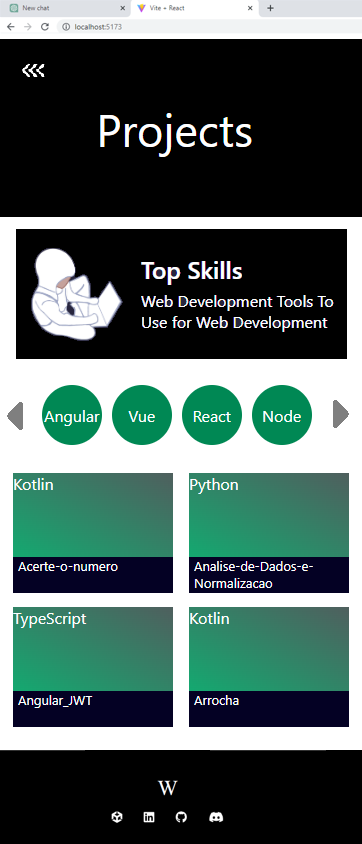 New chat
Vite + React
localhost:5173
Projects
Top Skills
Web Development Tools To
Use for Web Development
Angular
Vue
React
Node
Kotlin
Acerte-o-numero
Python
Analise-de-Dados-e-
Normalizacao
TypeScript
Angular_JWT
Kotlin
Arrocha
W